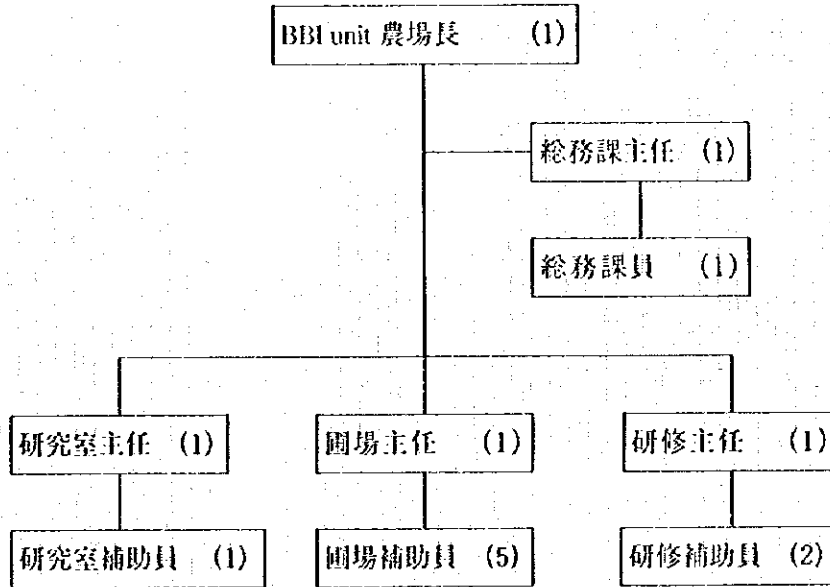 BBI unit 農場長 (1)
総務課主任 (1)
総務課員 (1)
研究室主任 (1)
圃場主任 (1)
研修主任 (1)
研究室補助員 (1)
圃場補助員 (5)
研修補助員 (2)